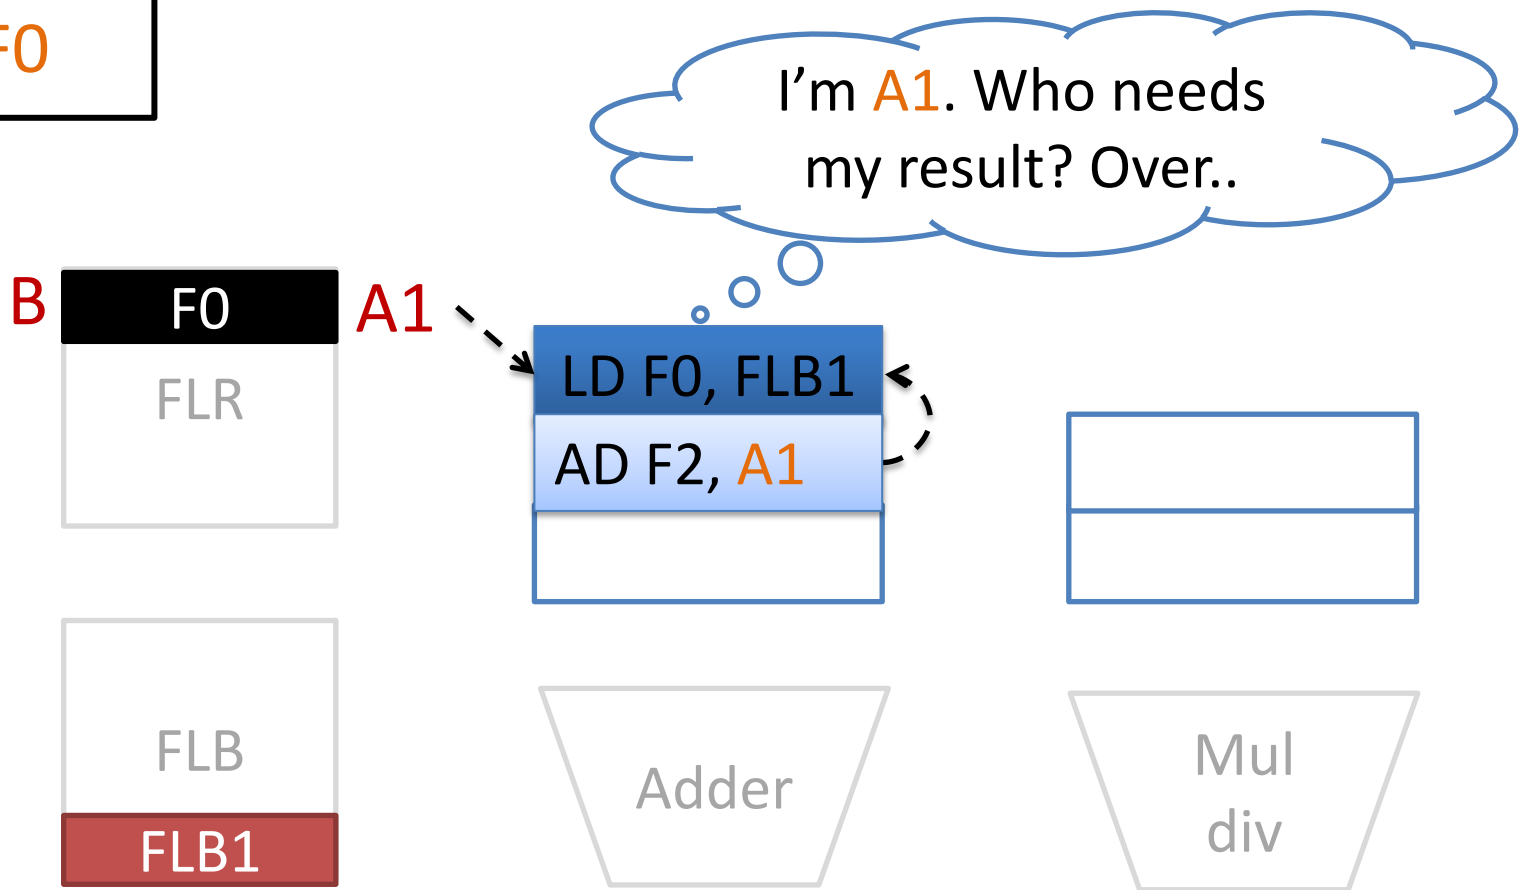 F0
I’m A1. Who needs
my result? Over..
B F0 A1
FLR
LD F0, FLB1
AD F2, A1
FLB
FLB1
Adder
Mul
div